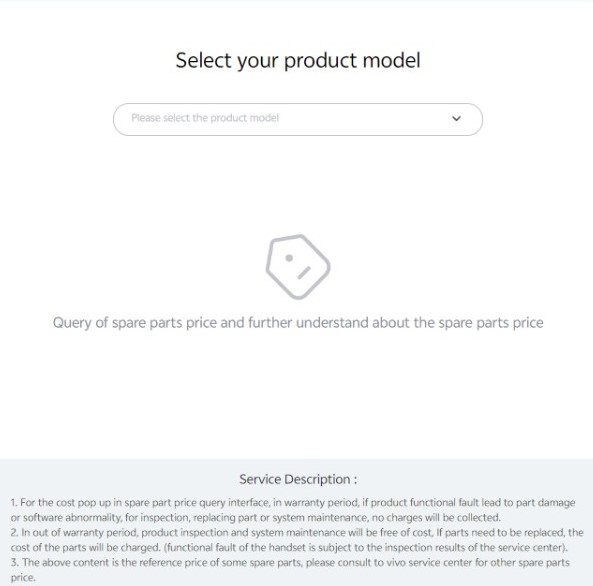 Select your product model
Please select the product model
Query of spare parts price and further understand about the spare parts price
Service Description :
1. For the cost pop up in spare part price query interface, in warranty period, if product functional fault lead to part damage
or software abnormality, for inspection, replacing part or system maintenance, no charges will be collected.
2. In out of warranty period, product inspection and system maintenance will be free of cost, If parts need to be replaced, the
cost of the parts will be charged. (functional fault of the handset is subject to the inspection results of the service center).
3. The above content is the reference price of some spare parts, please consult to vivo service center for other spare parts
price.